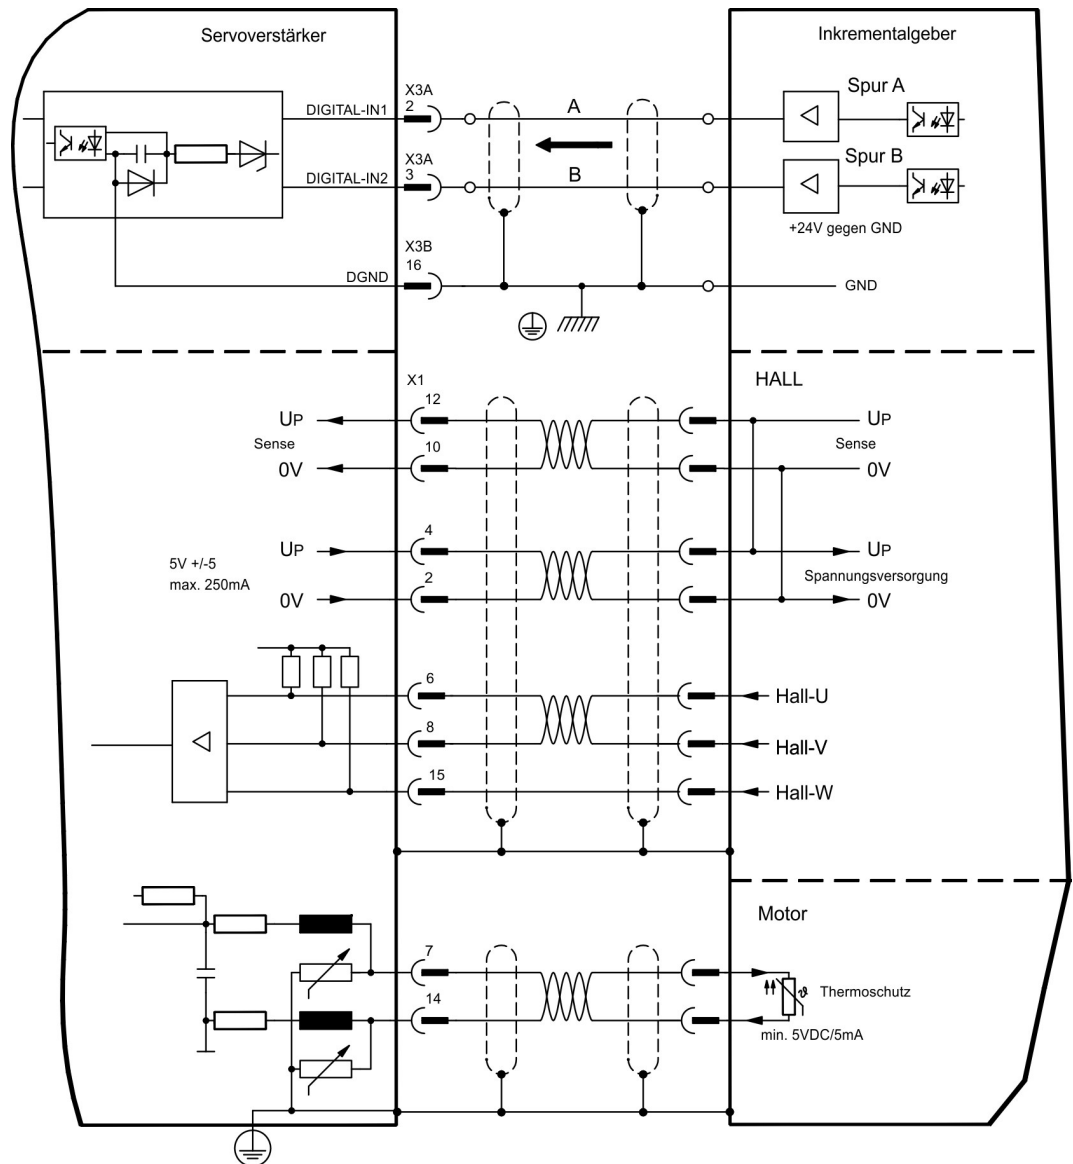 Servoverstärker
Inkrementalgeber
X3A
2
DIGITAL-IN1
A
Spur A
X3A
3
DIGITAL-IN2
B
Spur B
+24V gegen GND
X3B
16
DGND
GND
X1
HALL
12
UP
UP
Sense
Sense
10
0V
0V
4
UP
UP
5V +/-5
max. 250mA
Spannungsversorgung
2
0V
0V
6
Hall-U
8
Hall-V
15
Hall-W
Motor
7
14
ϑ
Thermoschutz
min. 5VDC/5mA